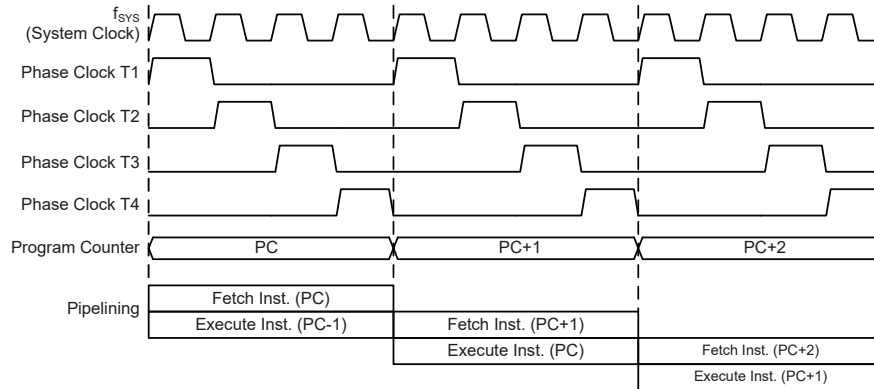 fSYS
(System Clock)
Phase Clock T1
Phase Clock T2
Phase Clock T3
Phase Clock T4
Program Counter
PC
PC+1
PC+2
Pipelining
Fetch Inst. (PC)
Execute Inst. (PC-1)
Fetch Inst. (PC+1)
Execute Inst. (PC)
Fetch Inst. (PC+2)
Execute Inst. (PC+1)